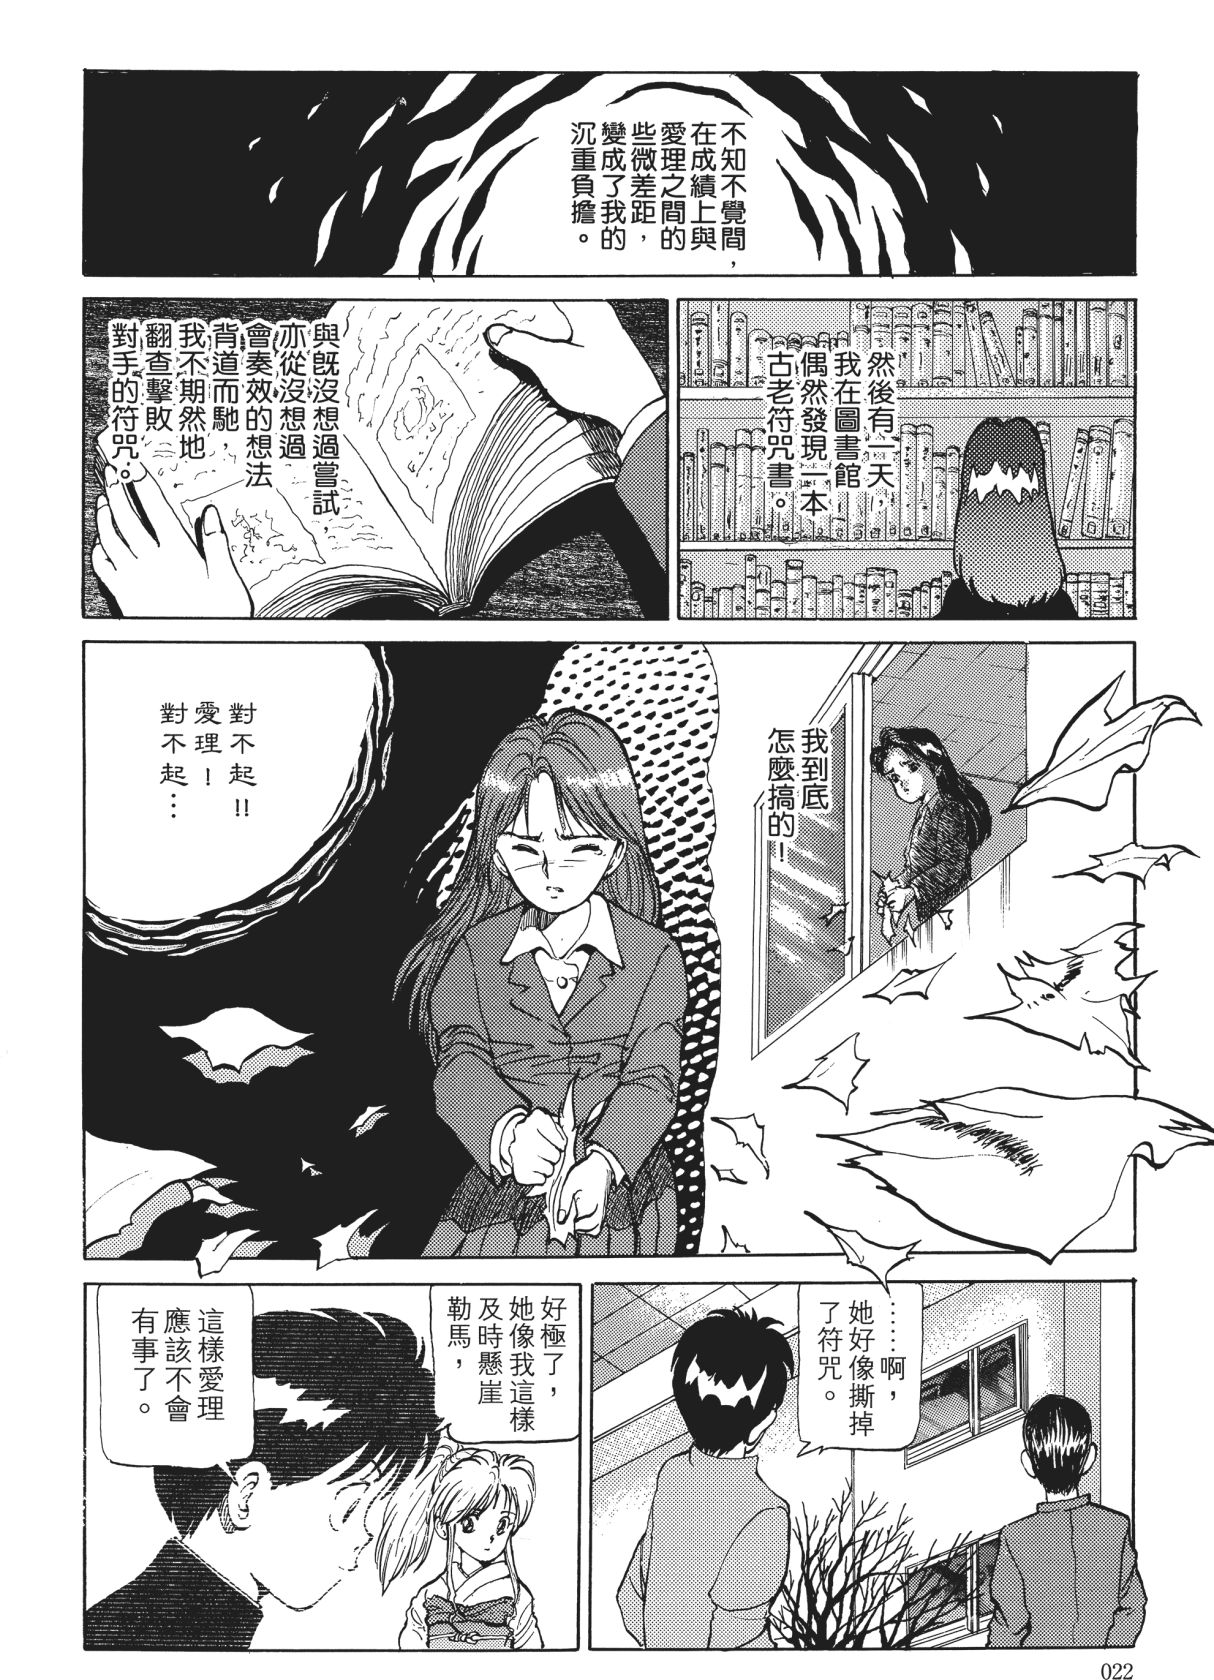 不知不覺間，
在成績上與
愛理之間的
些微差距，
變成了我的
沉重負擔。
然後有一天，
我在圖書館
偶然發現一本
古老符咒書。
與既沒想過嘗試，
亦從沒想過
會奏效的想法
背道而馳，
我不期然地
翻查擊敗
對手的符咒。
我到底
怎麼搞的！
對不起!!
愛理！
對不起…
……啊，
她好像撕掉
了符咒。
好極了，
她像我這樣
及時懸崖
勒馬，
這樣愛理
應該不會
有事了。
022